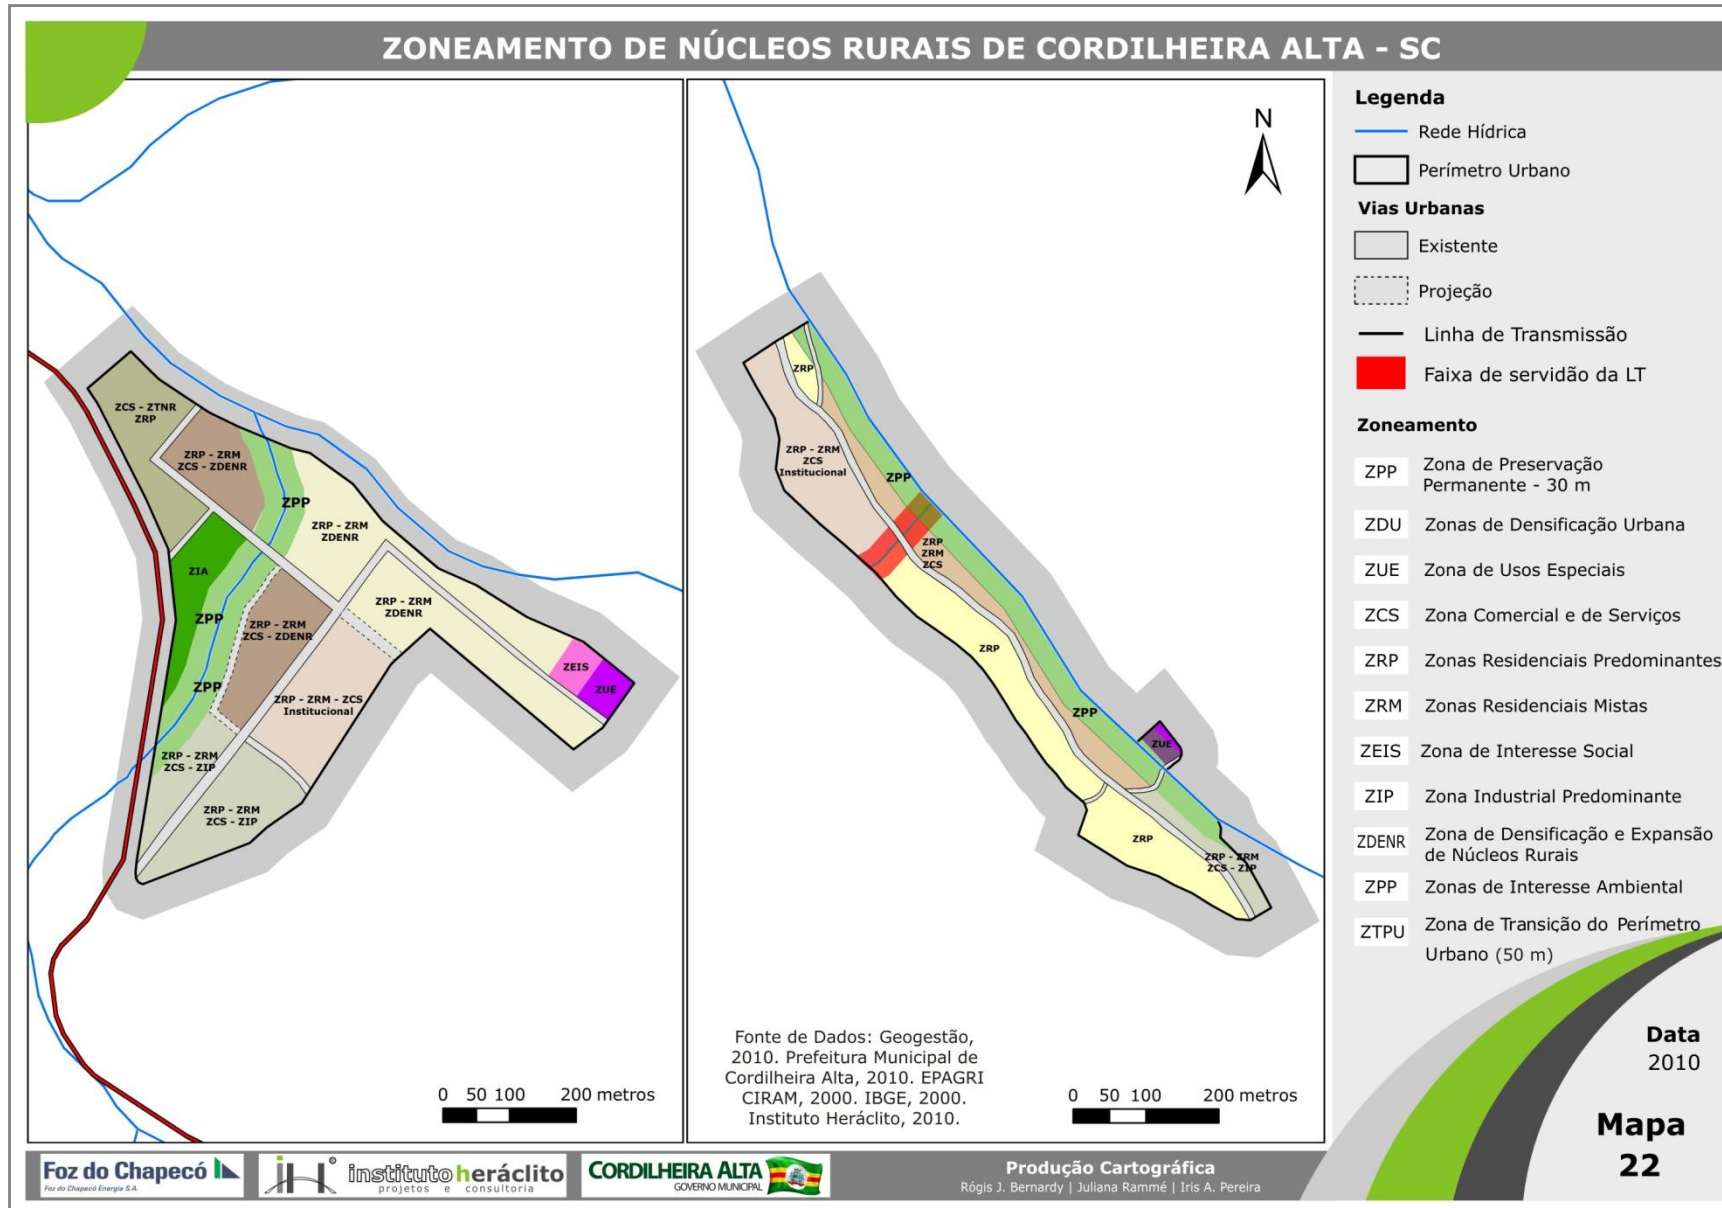 ZONEAMENTO DE NÚCLEOS RURAIS DE CORDILHEIRA ALTA - SC
ZCS - ZTNR
ZRP
ZRP - ZRM
ZCS - ZDENR
ZPP
ZRP - ZRM
ZDENR
ZIA
ZPP
ZRP - ZRM
ZCS - ZDENR
ZRP - ZRM
ZDENR
ZEIS
ZUE
ZPP
ZRP - ZRM - ZCS
Institucional
ZRP - ZRM
ZCS - ZIP
ZRP - ZRM
ZCS - ZIP
0 50 100 200 metros
N
ZRP
ZRP - ZRM
ZCS
Institucional
ZPP
ZRP
ZRM
ZCS
ZRP
ZPP
ZUE
ZRP
ZRP - ZRM
ZCS - ZIP
Fonte de Dados: Geogestão,
2010. Prefeitura Municipal de
Cordilheira Alta, 2010. EPAGRI
CIRAM, 2000. IBGE, 2000.
Instituto Heráclito, 2010.
0 50 100 200 metros
Legenda
Rede Hídrica
Perímetro Urbano
Vias Urbanas
Existente
Projeção
Linha de Transmissão
Faixa de servidão da LT
Zoneamento
ZPP Zona de Preservação
Permanente - 30 m
ZDU Zonas de Densificação Urbana
ZUE Zona de Usos Especiais
ZCS Zona Comercial e de Serviços
ZRP Zonas Residenciais Predominantes
ZRM Zonas Residenciais Mistas
ZEIS Zona de Interesse Social
ZIP Zona Industrial Predominante
ZDENR Zona de Densificação e Expansão
de Núcleos Rurais
ZPP Zonas de Interesse Ambiental
ZTPU Zona de Transição do Perímetro
Urbano (50 m)
Data
2010
Mapa
22
Foz do Chapecó
Foz do Chapecó Energia S.A.
iH® instituto heráclito
projetos e consultoria
CORDILHEIRA ALTA
GOVERNO MUNICIPAL
Produção Cartográfica
Rógis J. Bernardy | Juliana Rammé | Iris A. Pereira